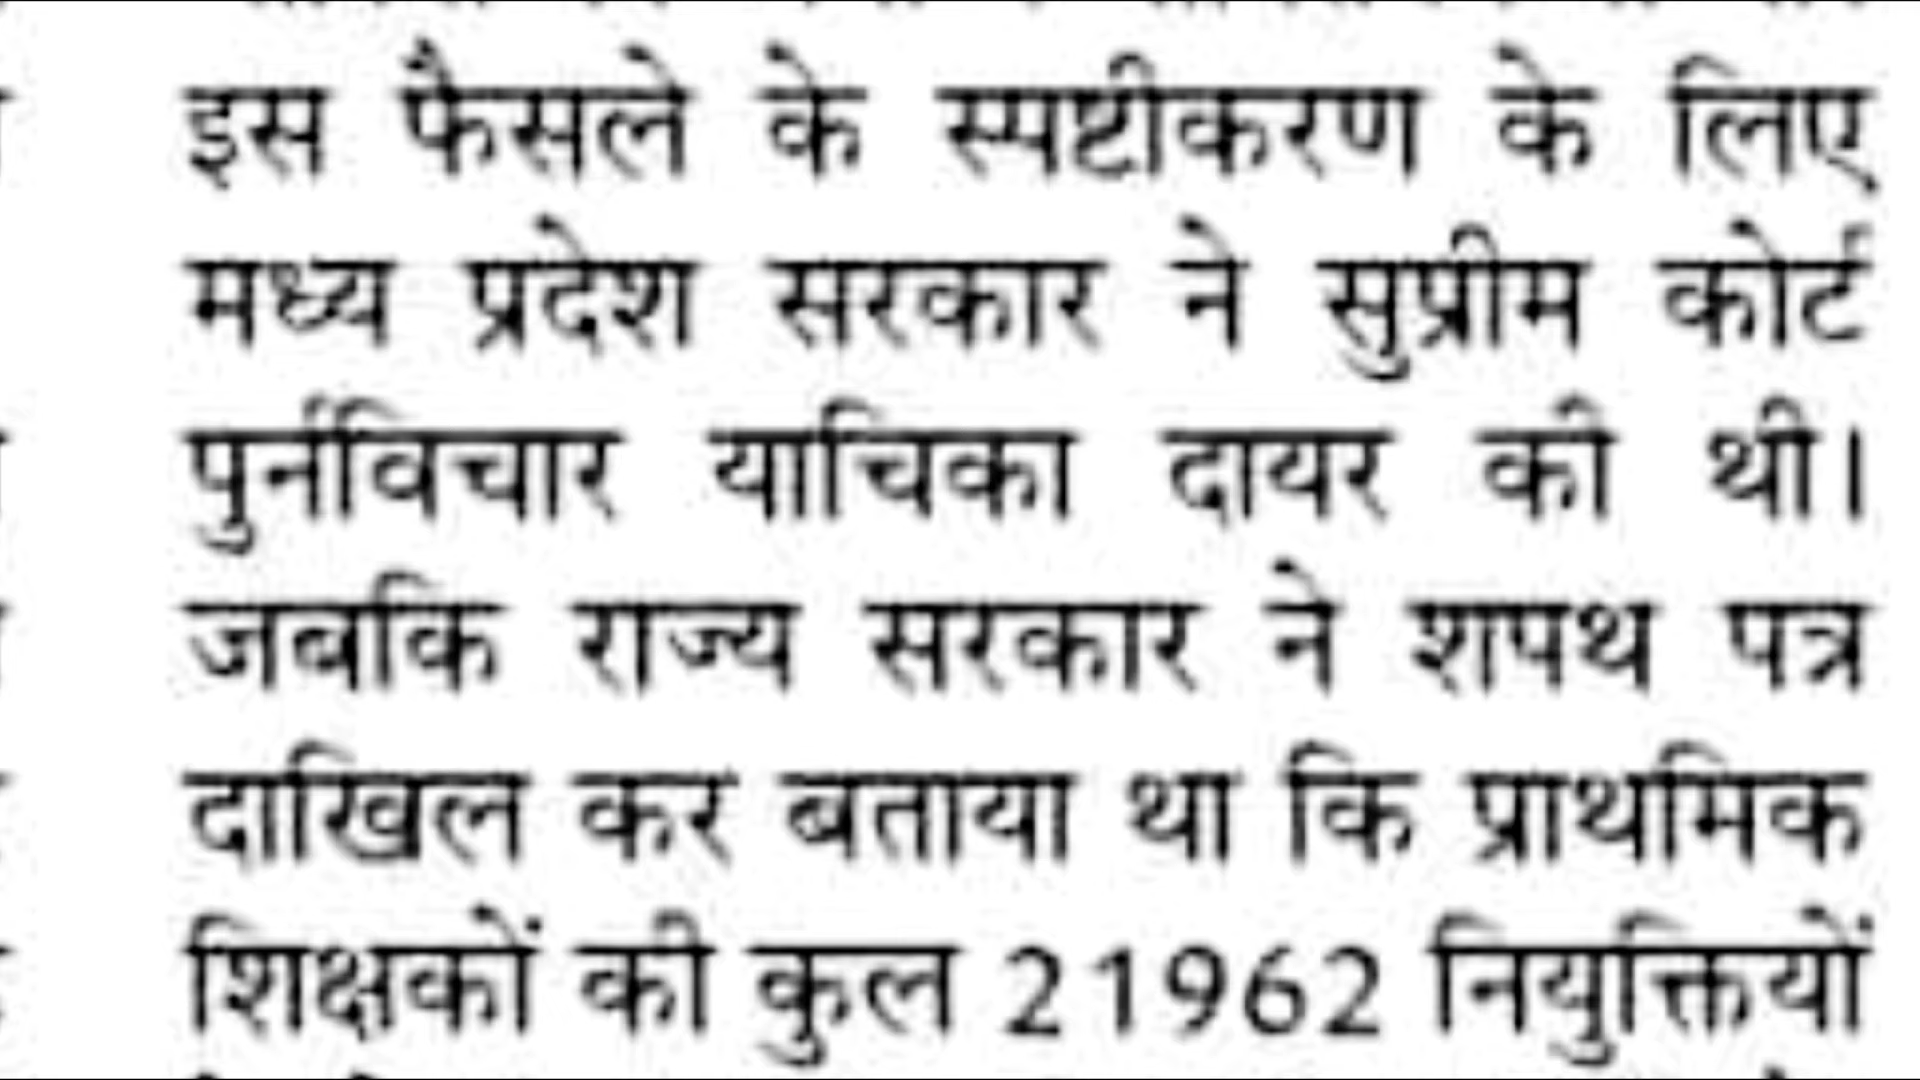 इस फैसले के स्पष्टीकरण के लिए
मध्य प्रदेश सरकार ने सुप्रीम कोर्ट
पुर्नविचार याचिका दायर की थी।
जबकि राज्य सरकार ने शपथ पत्र
दाखिल कर बताया था कि प्राथमिक
शिक्षकों की कुल 21962 नियुक्तियों